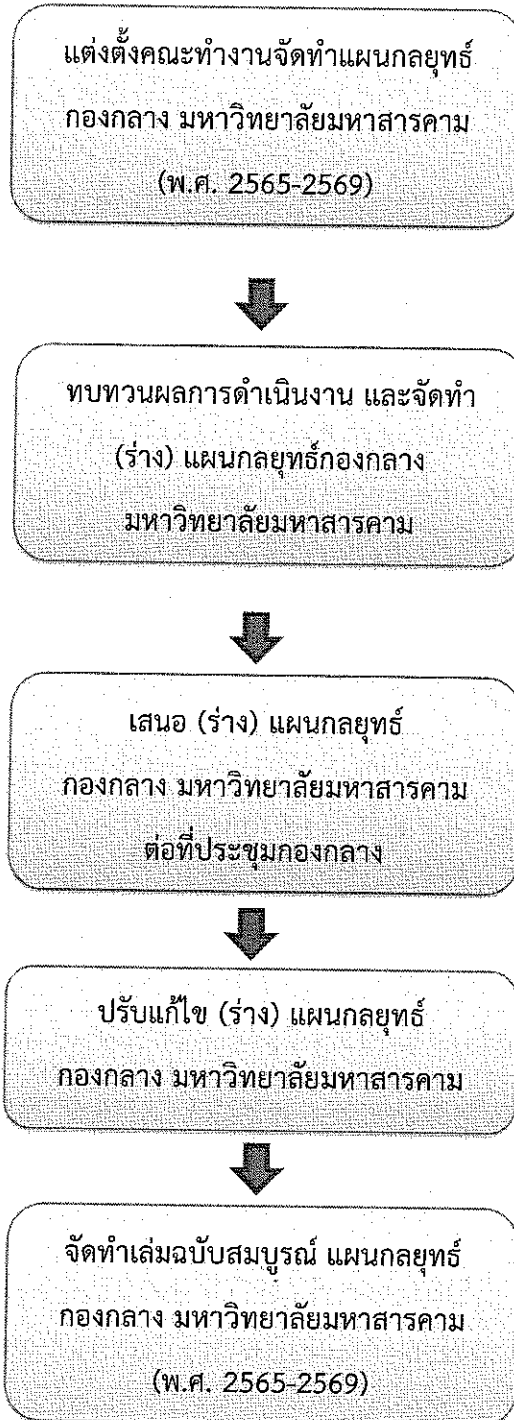 แต่งตั้งคณะทำงานจัดทำแผนกลยุทธ์
กองกลาง มหาวิทยาลัยมหาสารคาม
(พ.ศ. 2565-2569)
ทบทวนผลการดำเนินงาน และจัดทำ
(ร่าง) แผนกลยุทธ์กองกลาง
มหาวิทยาลัยมหาสารคาม
เสนอ (ร่าง) แผนกลยุทธ์
กองกลาง มหาวิทยาลัยมหาสารคาม
ต่อที่ประชุมกองกลาง
ปรับแก้ไข (ร่าง) แผนกลยุทธ์
กองกลาง มหาวิทยาลัยมหาสารคาม
จัดทำเล่มฉบับสมบูรณ์ แผนกลยุทธ์
กองกลาง มหาวิทยาลัยมหาสารคาม
(พ.ศ. 2565-2569)